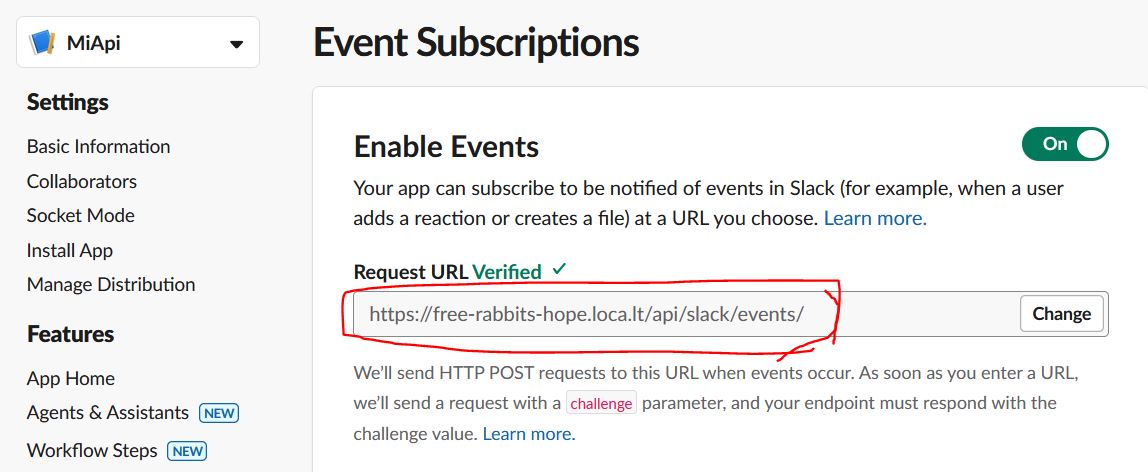 MiApi
Event Subscriptions
Settings
Basic Information
Collaborators
Socket Mode
Install App
Manage Distribution
Features
App Home
Agents & Assistants NEW
Workflow Steps NEW
Enable Events
On
Your app can subscribe to be notified of events in Slack (for example, when a user
adds a reaction or creates a file) at a URL you choose. Learn more.
Request URL Verified ✓
https://free-rabbits-hope.loca.lt/api/slack/events/
Change
We’ll send HTTP POST requests to this URL when events occur. As soon as you enter a URL,
we’ll send a request with a challenge parameter, and your endpoint must respond with the
challenge value. Learn more.